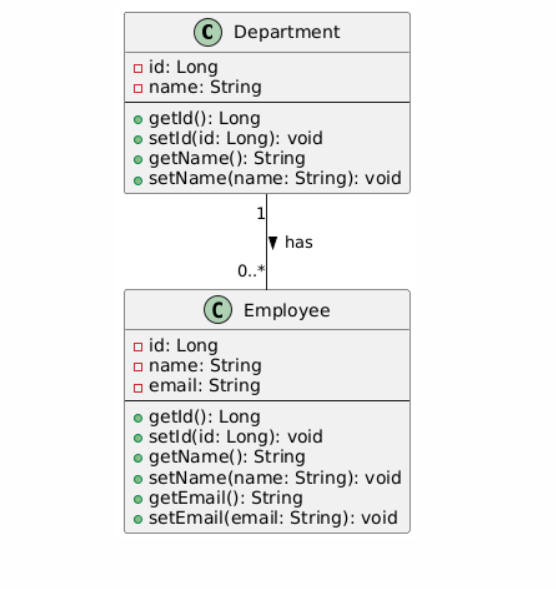 C Department
id: Long
name: String
getId(): Long
setId(id: Long): void
getName(): String
setName(name: String): void
1
has
0..*
C Employee
id: Long
name: String
email: String
getId(): Long
setId(id: Long): void
getName(): String
setName(name: String): void
getEmail(): String
setEmail(email: String): void